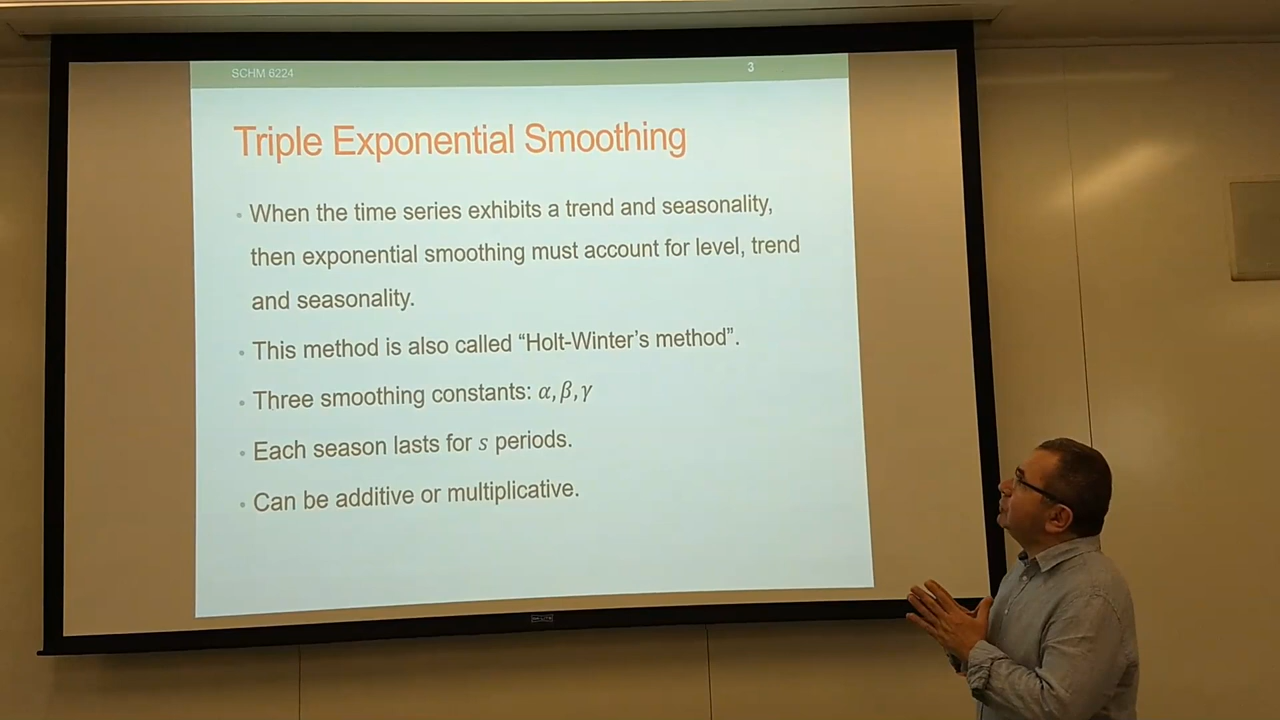 SCHM 6224 3
Triple Exponential Smoothing
• When the time series exhibits a trend and seasonality,
then exponential smoothing must account for level, trend
and seasonality.
• This method is also called “Holt-Winter’s method”.
• Three smoothing constants: α, β, γ
• Each season lasts for s periods.
• Can be additive or multiplicative.